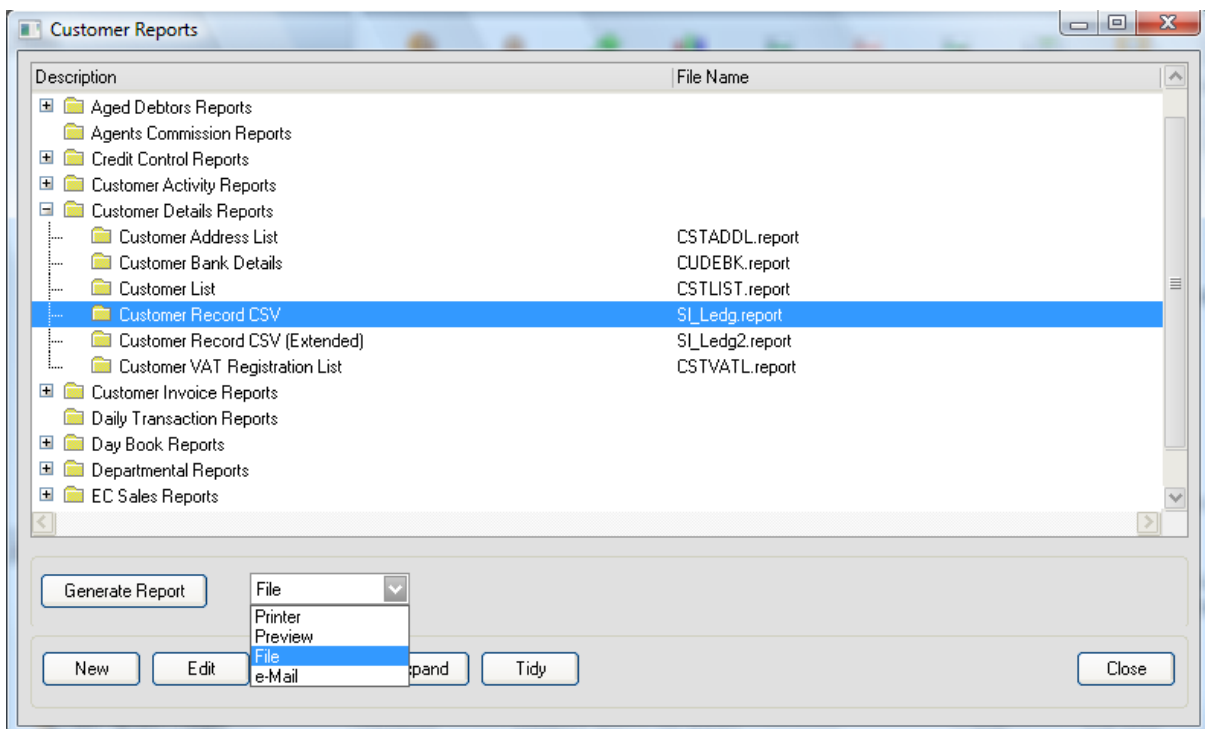 Customer Reports
Description File Name
Aged Debtors Reports
Agents Commission Reports
Credit Control Reports
Customer Activity Reports
Customer Details Reports
Customer Address List CSTADDL.report
Customer Bank Details CUDEBK.report
Customer List CSTLIST.report
Customer Record CSV SI_Ledg.report
Customer Record CSV (Extended) SI_Ledg2.report
Customer VAT Registration List CSTVATL.report
Customer Invoice Reports
Daily Transaction Reports
Day Book Reports
Departmental Reports
EC Sales Reports
Generate Report File
Printer
Preview
File
e-Mail
New Edit pand Tidy Close